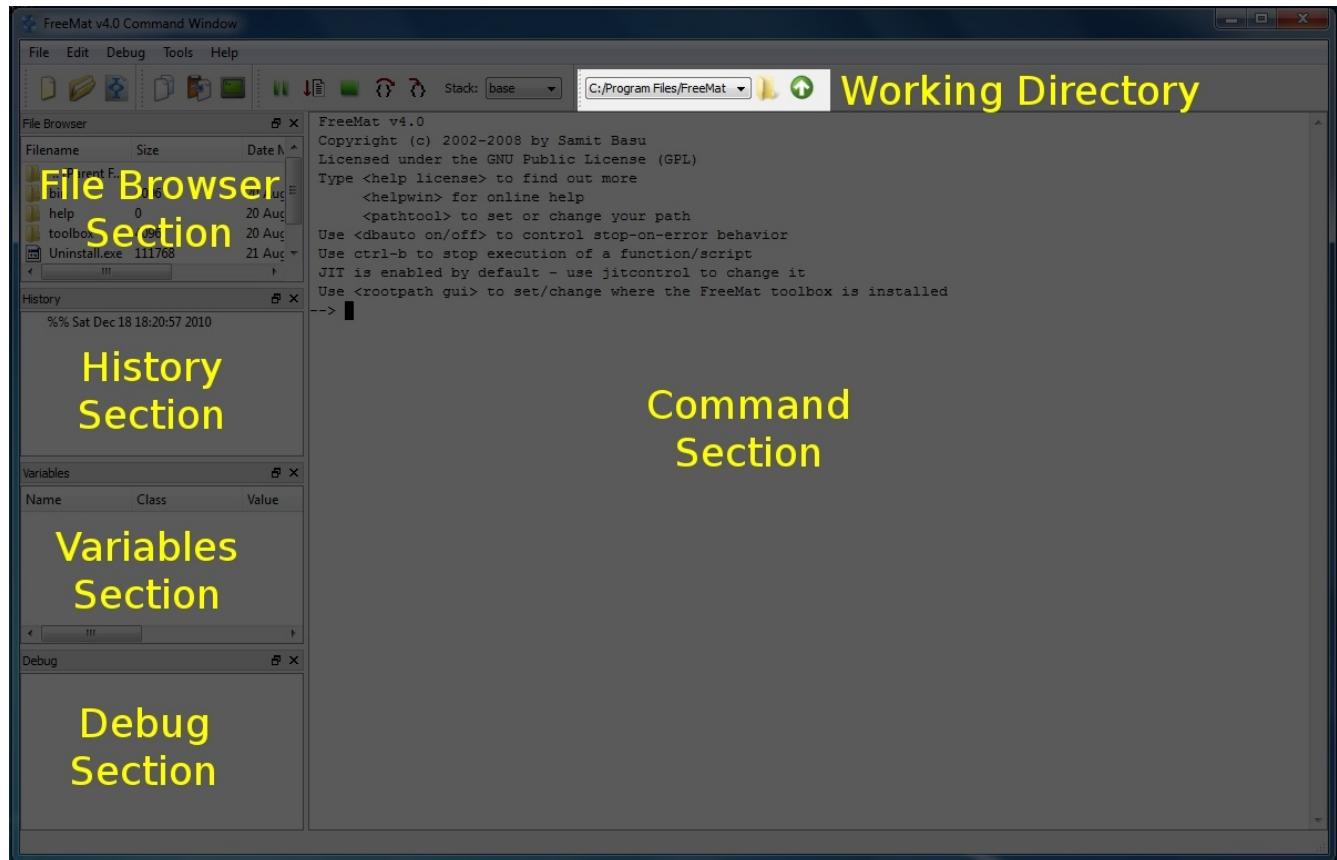 FreeMat v4.0 Command Window
File Edit Debug Tools Help
Stack: base
C:/Program Files/FreeMat
Working Directory
File Browser
Filename Size Date
help 0 20 Aug
toolbox 20 Aug
Uninstall.exe 111768 21 Aug
File Browser
Section
History
%% Sat Dec 18 18:20:57 2010
History
Section
Variables
Name Class Value
Variables
Section
Debug
Debug
Section
FreeMat v4.0
Copyright (c) 2002-2008 by Samit Basu
Licensed under the GNU Public License (GPL)
Type <help license> to find out more
<helpwin> for online help
<pathtool> to set or change your path
Use <dbauto on/off> to control stop-on-error behavior
Use ctrl-b to stop execution of a function/script
JIT is enabled by default - use jitcontrol to change it
Use <rootpath gui> to set/change where the FreeMat toolbox is installed
-->
Command
Section